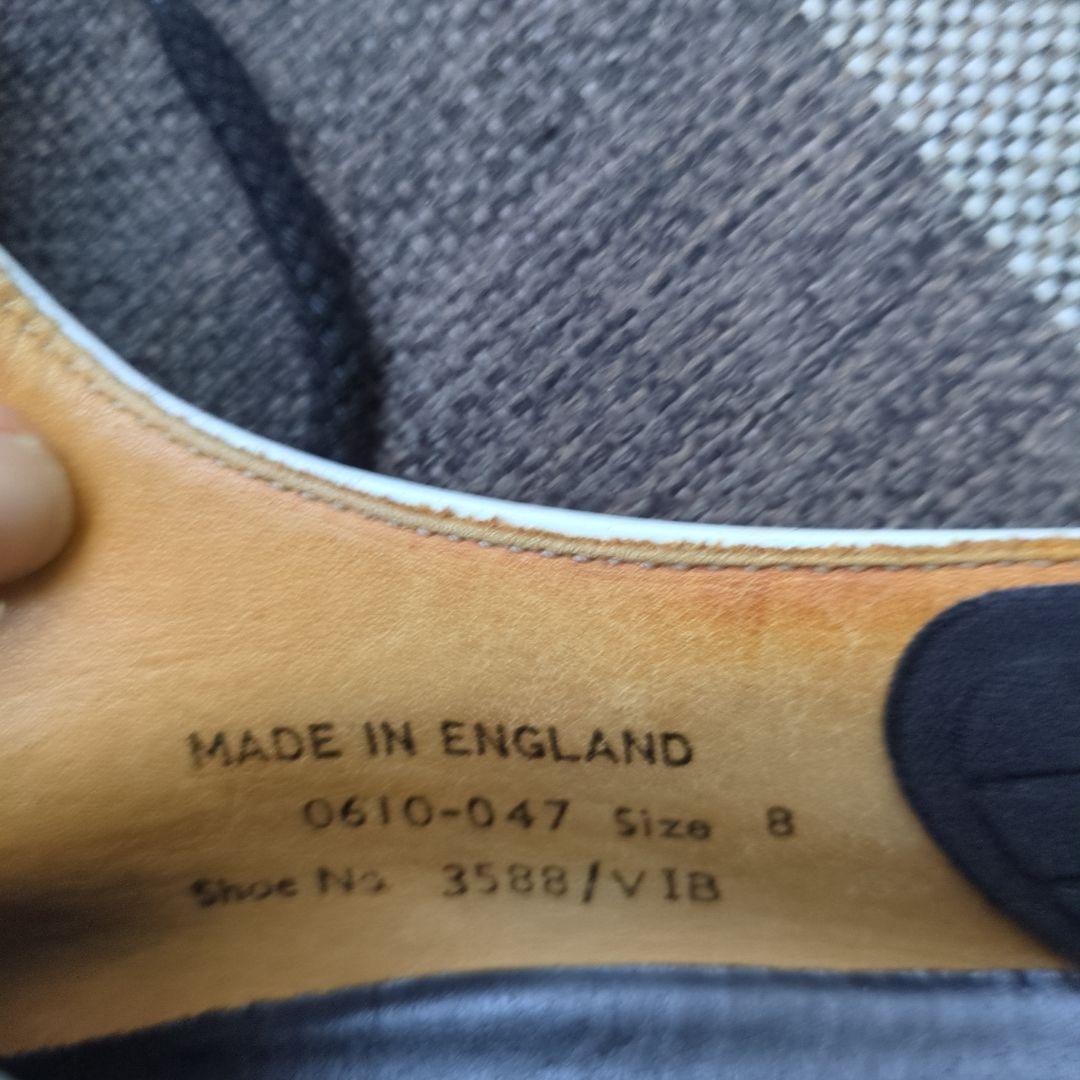 MADE IN ENGLAND
0610-047 Size 8
Shoe No. 3588/VIB